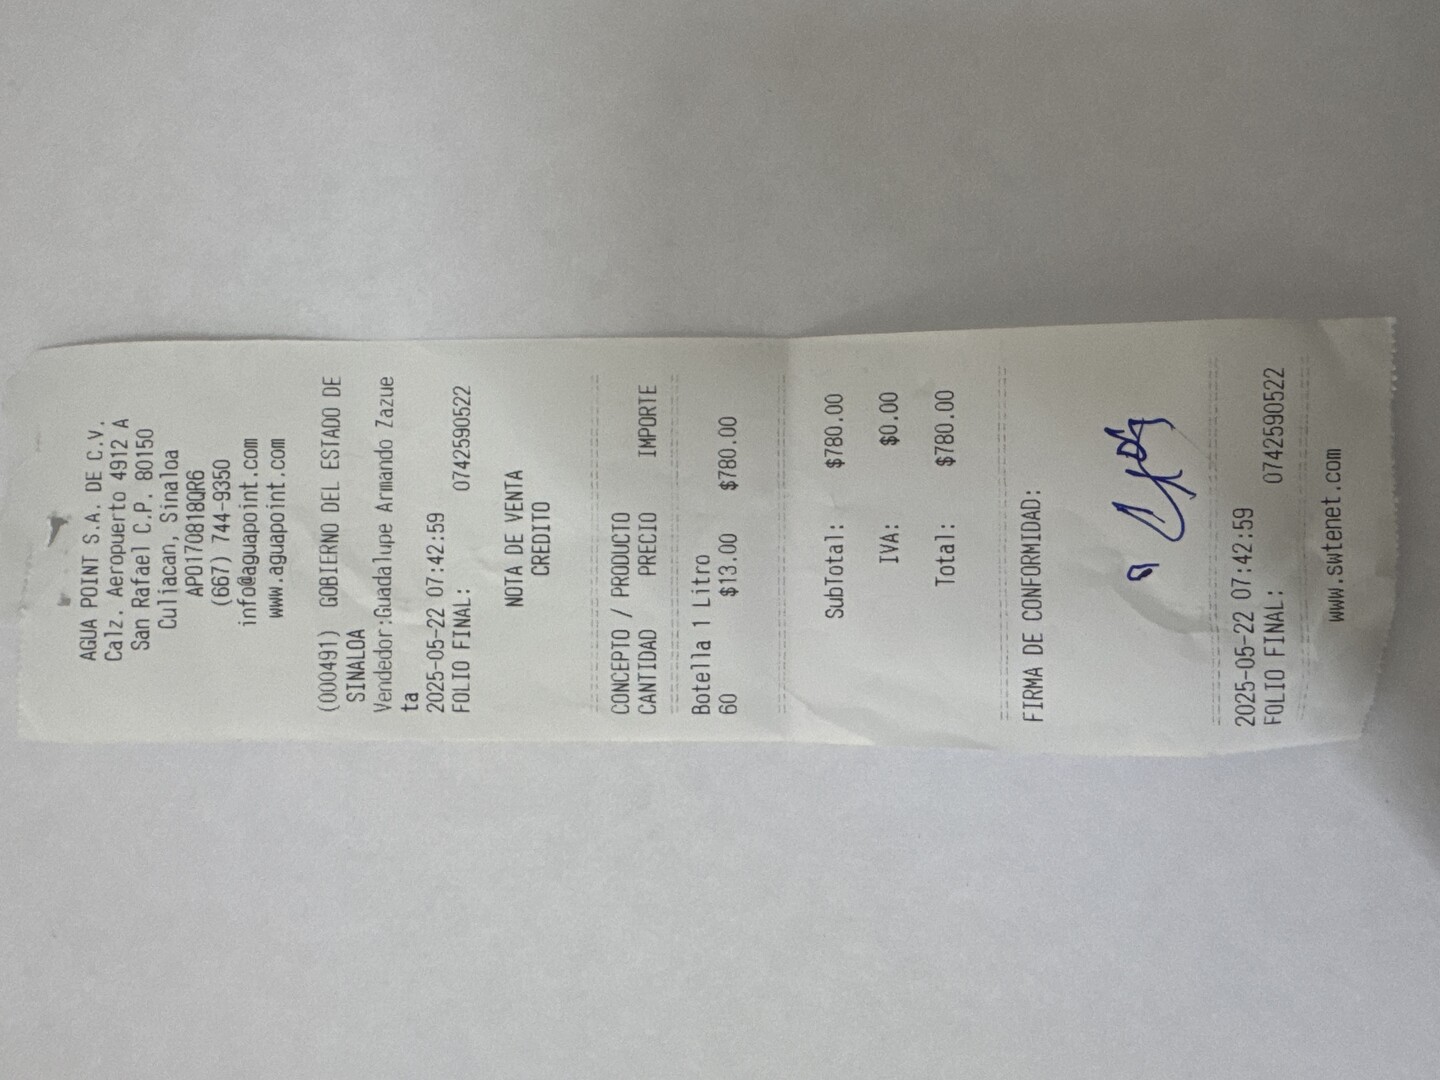 AGUA POINT S.A. DE C.V.
Calz. Aeropuerto 4912 A
San Rafael C.P. 80150
Culiacan, Sinaloa
APO170818QR6
(667) 744-9350
info@aguapoint.com
www.aguapoint.com
(000491) GOBIERNO DEL ESTADO DE
SINALOA
Vendedor:Guadalupe Armando Zazue
ta
2025-05-22 07:42:59
FOLIO FINAL: 0742590522
NOTA DE VENTA
CREDITO
CONCEPTO / PRODUCTO
CANTIDAD PRECIO IMPORTE
Botella 1 Litro
60 $13.00 $780.00
SubTotal: $780.00
IVA: $0.00
Total: $780.00
FIRMA DE CONFORMIDAD:
2025-05-22 07:42:59
FOLIO FINAL: 0742590522
www.swtenet.com